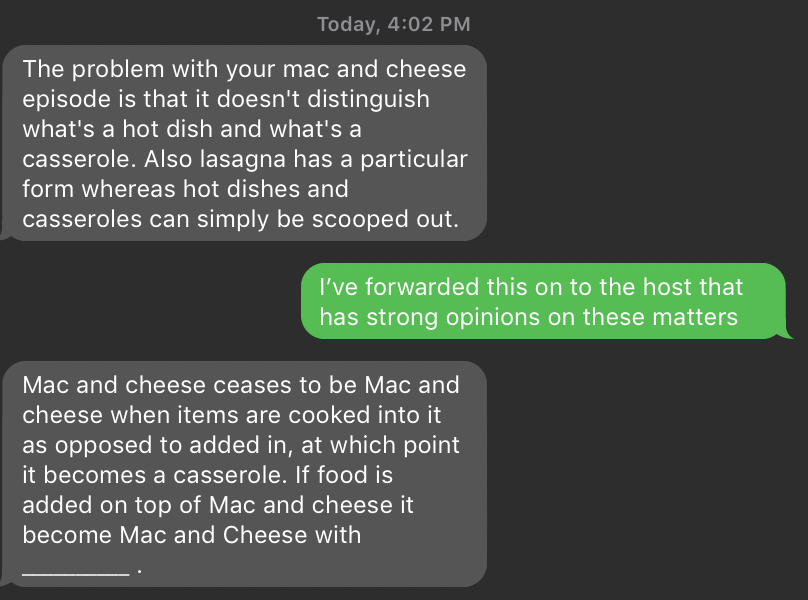 Today, 4:02 PM
The problem with your mac and cheese
episode is that it doesn't distinguish
what's a hot dish and what's a
casserole. Also lasagna has a particular
form whereas hot dishes and
casseroles can simply be scooped out.
I’ve forwarded this on to the host that
has strong opinions on these matters
Mac and cheese ceases to be Mac and
cheese when items are cooked into it
as opposed to added in, at which point
it becomes a casserole. If food is
added on top of Mac and cheese it
become Mac and Cheese with
_________ .